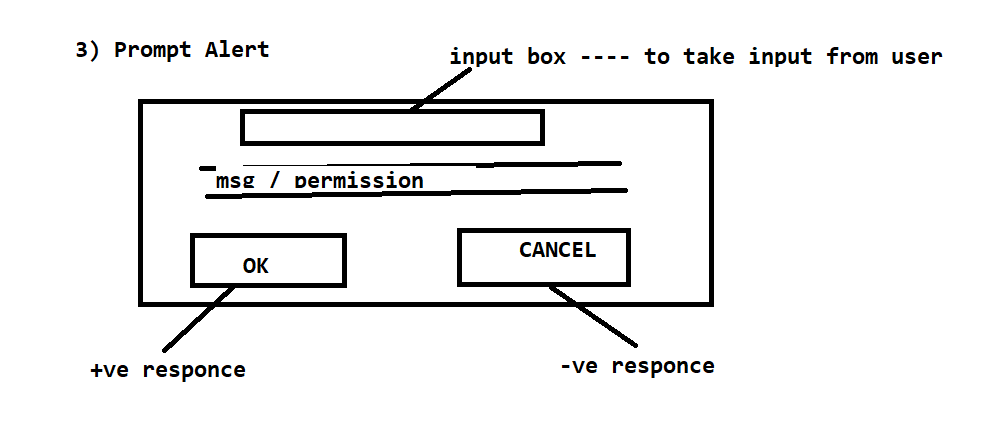 3) Prompt Alert
input box ---- to take input from user
msg / permission
OK
CANCEL
+ve responce
-ve responce